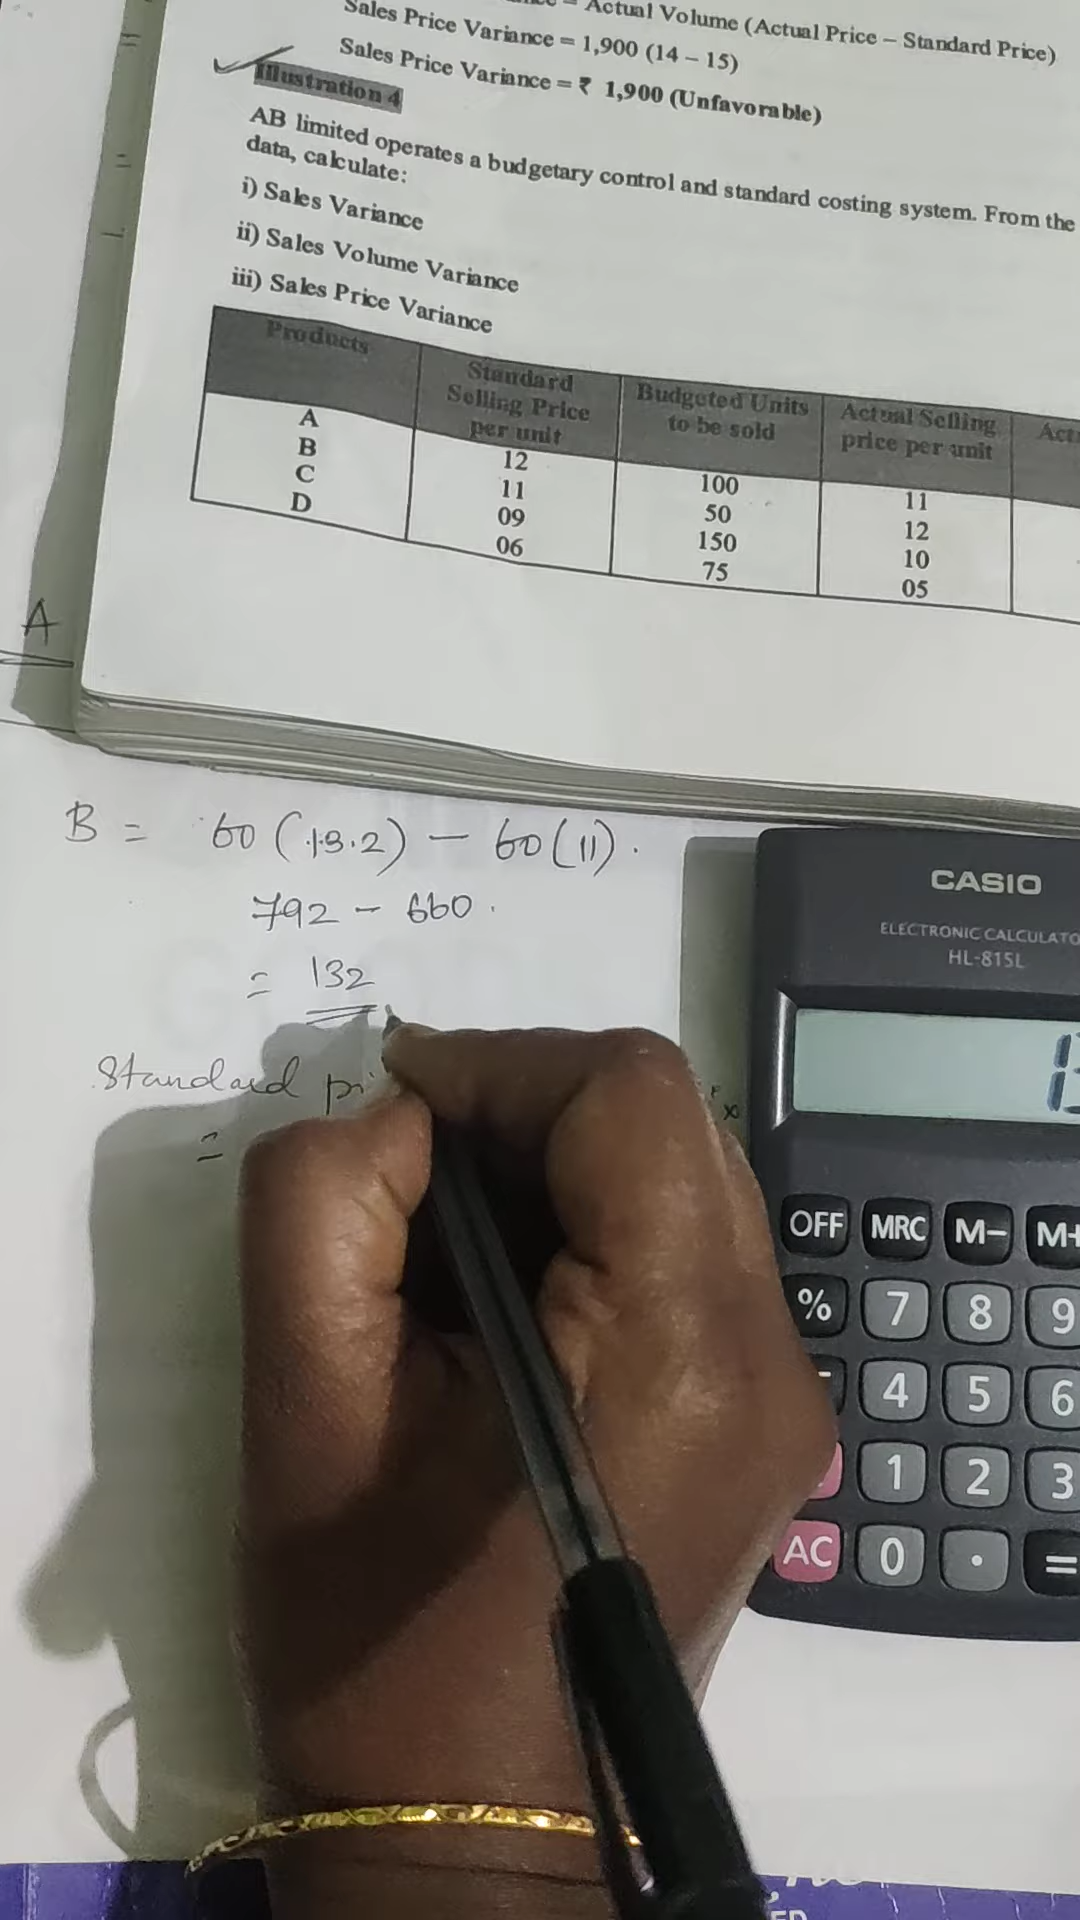 = Actual Volume (Actual Price – Standard Price)
Sales Price Variance = 1,900 (14 – 15)
Sales Price Variance = ₹ 1,900 (Unfavorable)
Illustration 4
AB limited operates a budgetary control and standard costing system. From the
data, calculate:
i) Sales Variance
ii) Sales Volume Variance
iii) Sales Price Variance
Products Standard Selling Price per unit Budgeted Units to be sold Actual Selling price per unit
A 12 100 11
B 11 50 12
C 09 150 10
D 06 75 05
A
B = 60 (13.2) – 60 (11).
792 – 660.
= 132
Standard
=
CASIO
ELECTRONIC CALCULATO
HL-815L
OFF MRC M− M+
% 7 8 9
4 5 6
1 2 3
AC 0 . =